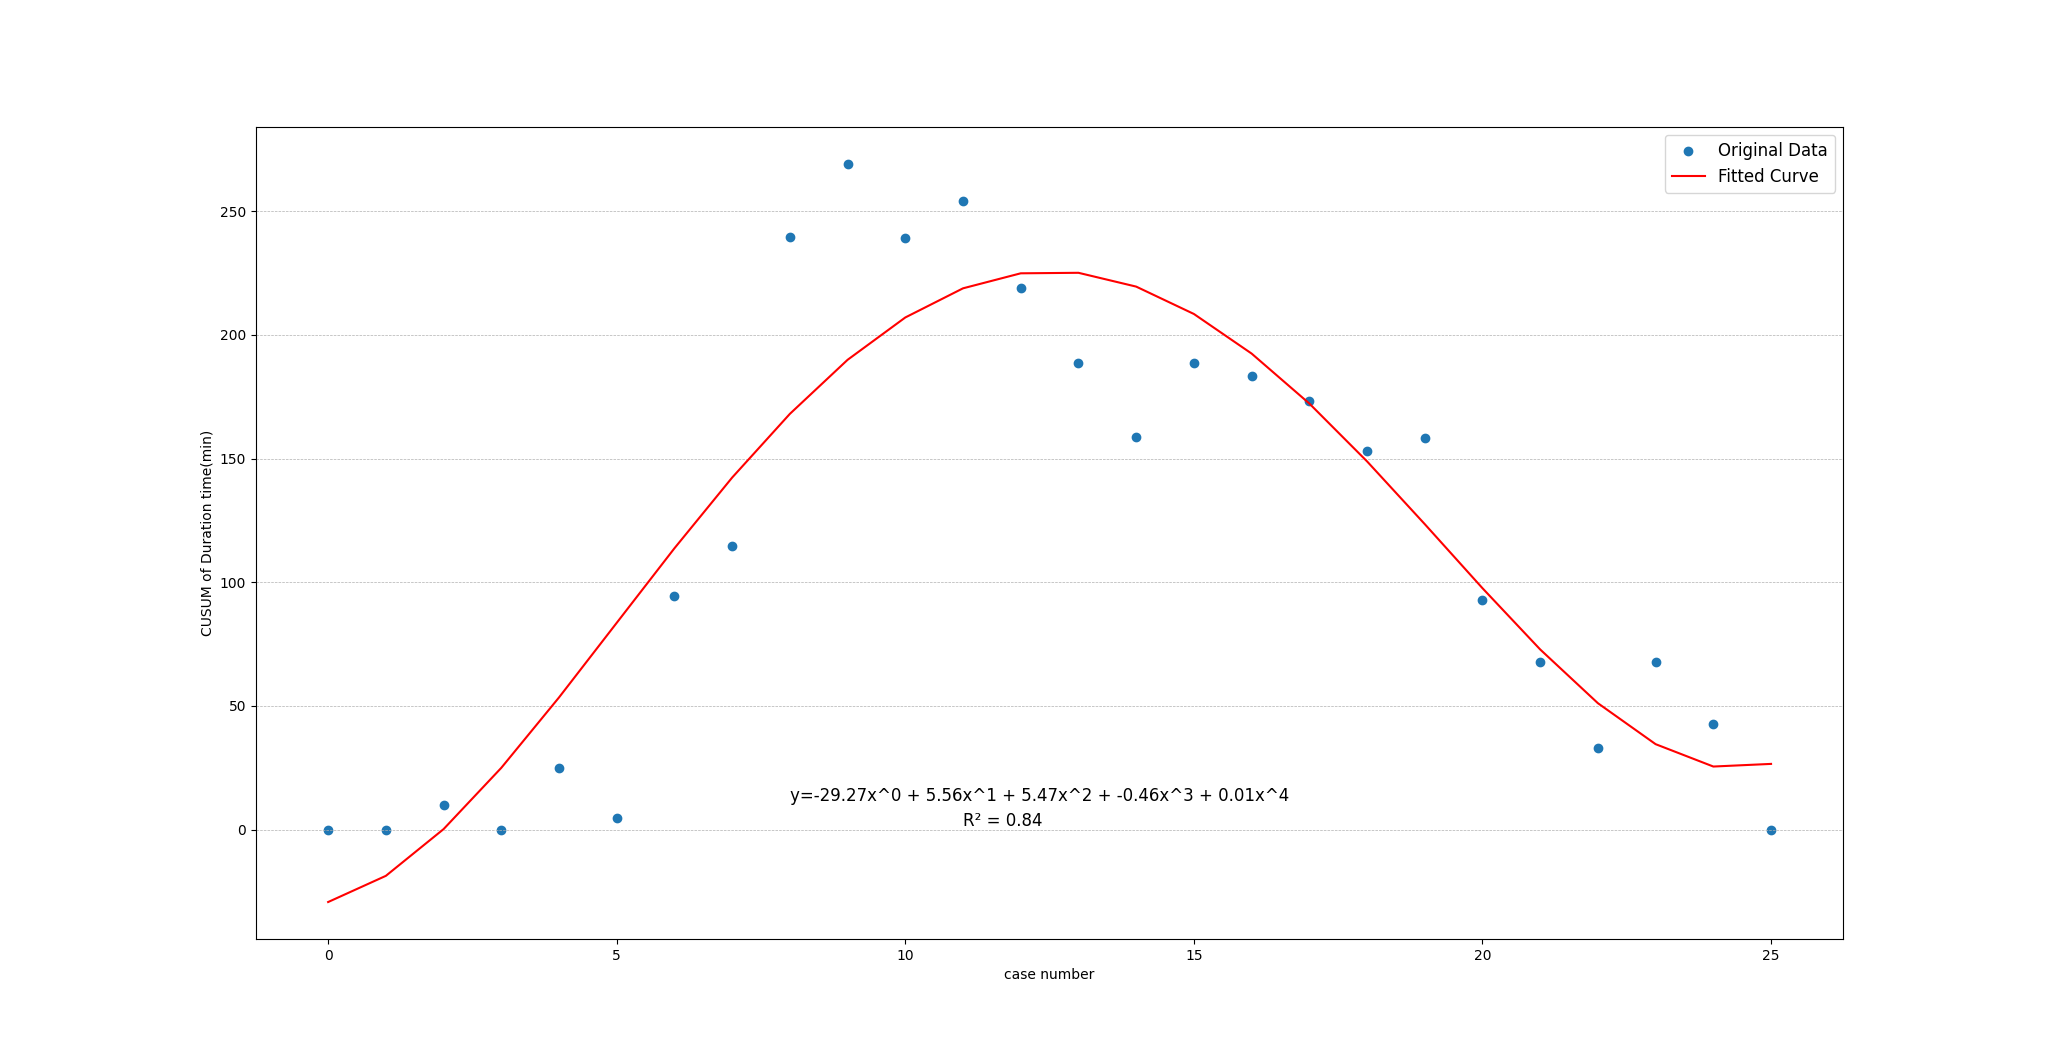 Original Data
Fitted Curve
250
200
150
100
50
0
CUSUM of Duration time(min)
y=-29.27x^0 + 5.56x^1 + 5.47x^2 + -0.46x^3 + 0.01x^4
R² = 0.84
0 5 10 15 20 25
case number